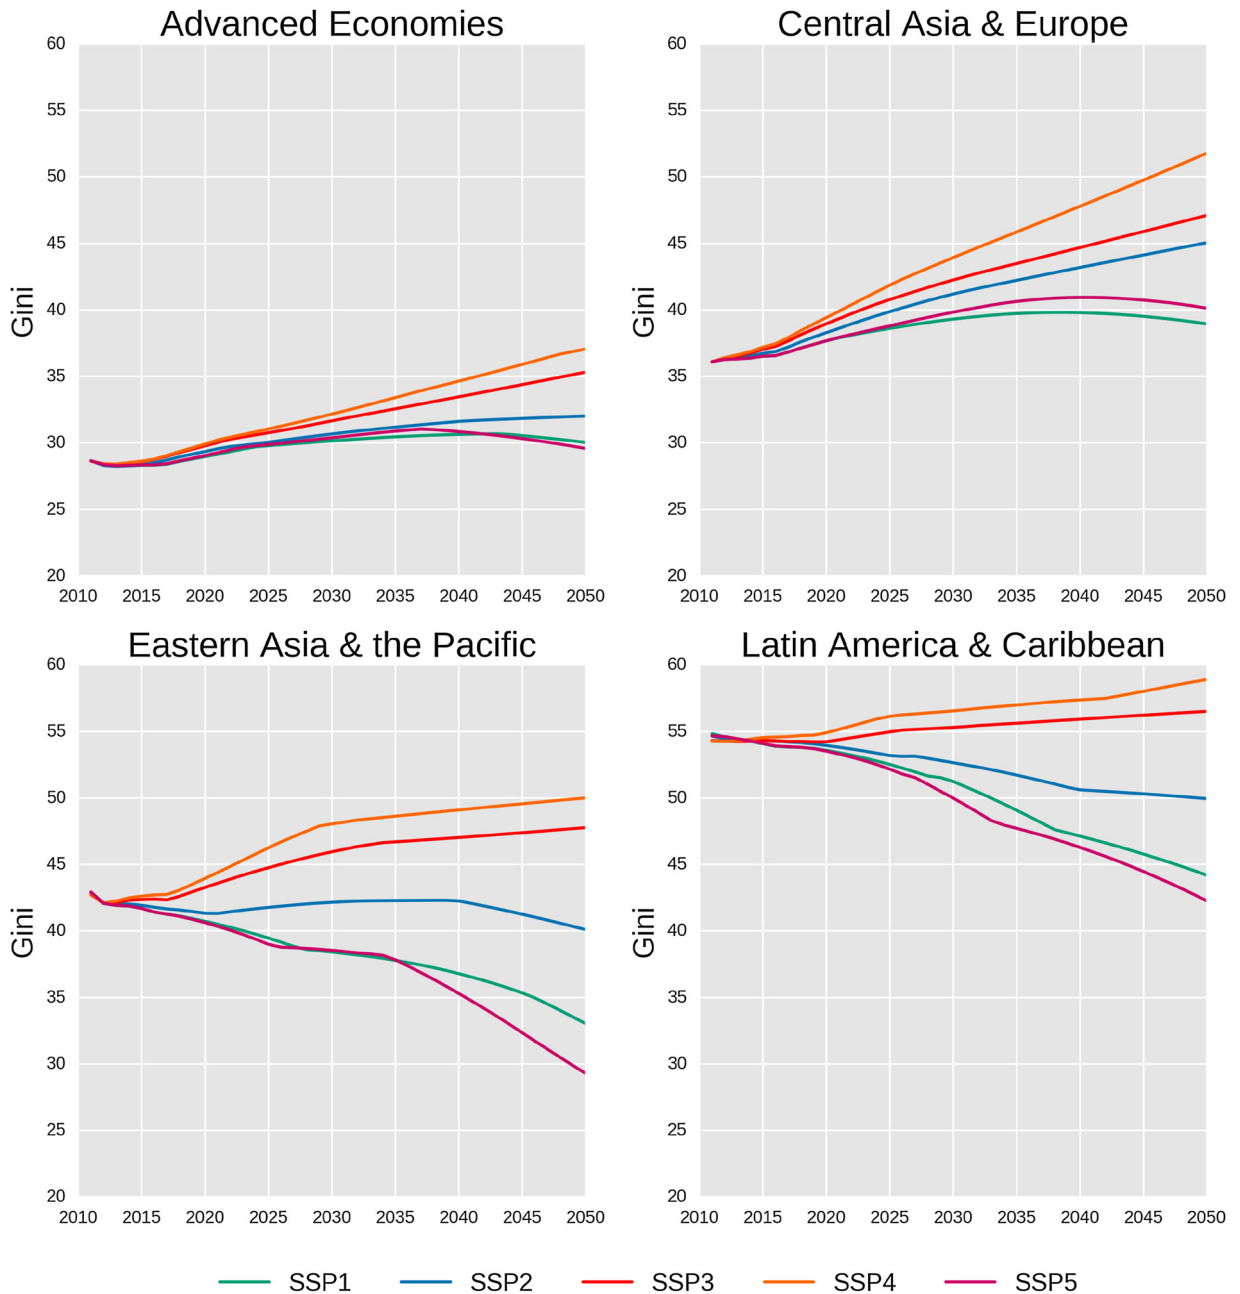 Advanced Economies
Central Asia & Europe
60
55
50
45
40
35
30
25
20
Gini
2010 2015 2020 2025 2030 2035 2040 2045 2050
60
55
50
45
40
35
30
25
20
Gini
2010 2015 2020 2025 2030 2035 2040 2045 2050
Eastern Asia & the Pacific
Latin America & Caribbean
60
55
50
45
40
35
30
25
20
Gini
2010 2015 2020 2025 2030 2035 2040 2045 2050
60
55
50
45
40
35
30
25
20
Gini
2010 2015 2020 2025 2030 2035 2040 2045 2050
SSP1 SSP2 SSP3 SSP4 SSP5